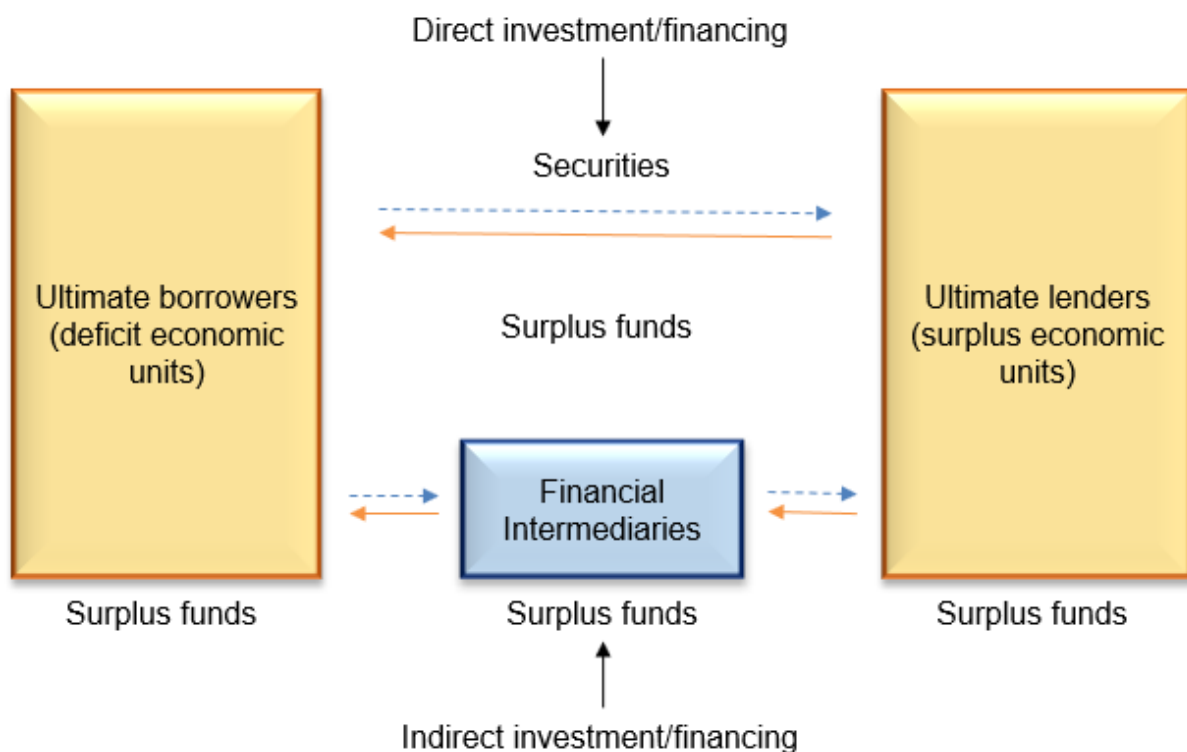 Direct investment/financing
Securities
Ultimate borrowers
(deficit economic
units)
Surplus funds
Ultimate lenders
(surplus economic
units)
Financial
Intermediaries
Surplus funds
Surplus funds
Surplus funds
Indirect investment/financing